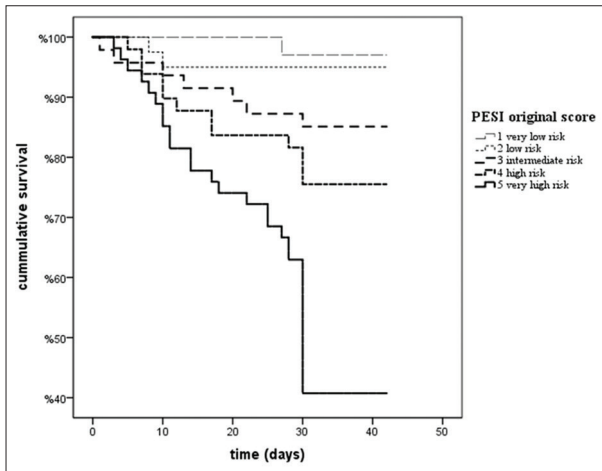 %100
%90
%80
%72
%60
%50
%40
cummulative survival
0
10
20
30
40
50
time (days)
PESI original score
1 very low risk
2 low risk
3 intermediate risk
4 high risk
5 very high risk